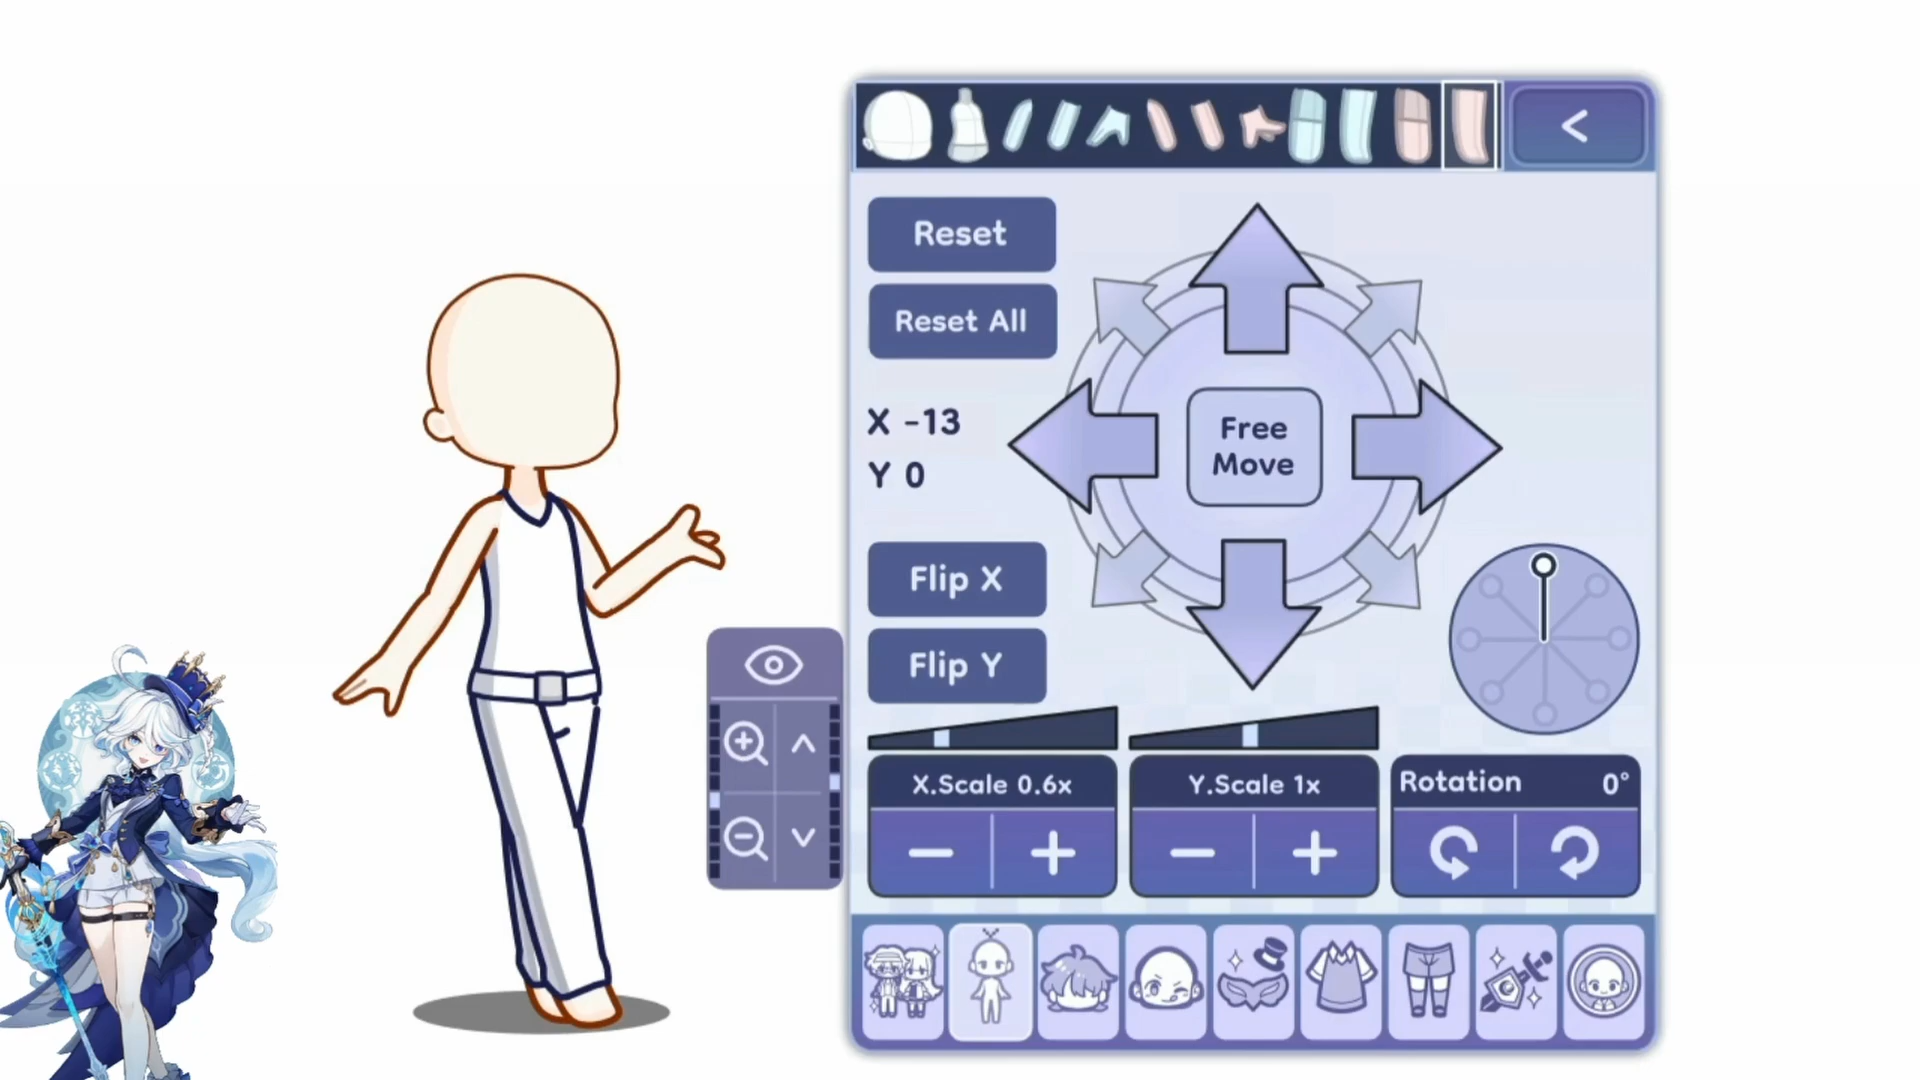 <
Reset
Reset All
X -13
Y 0
Free
Move
Flip X
Flip Y
X.Scale 0.6x
Y.Scale 1x
Rotation 0°